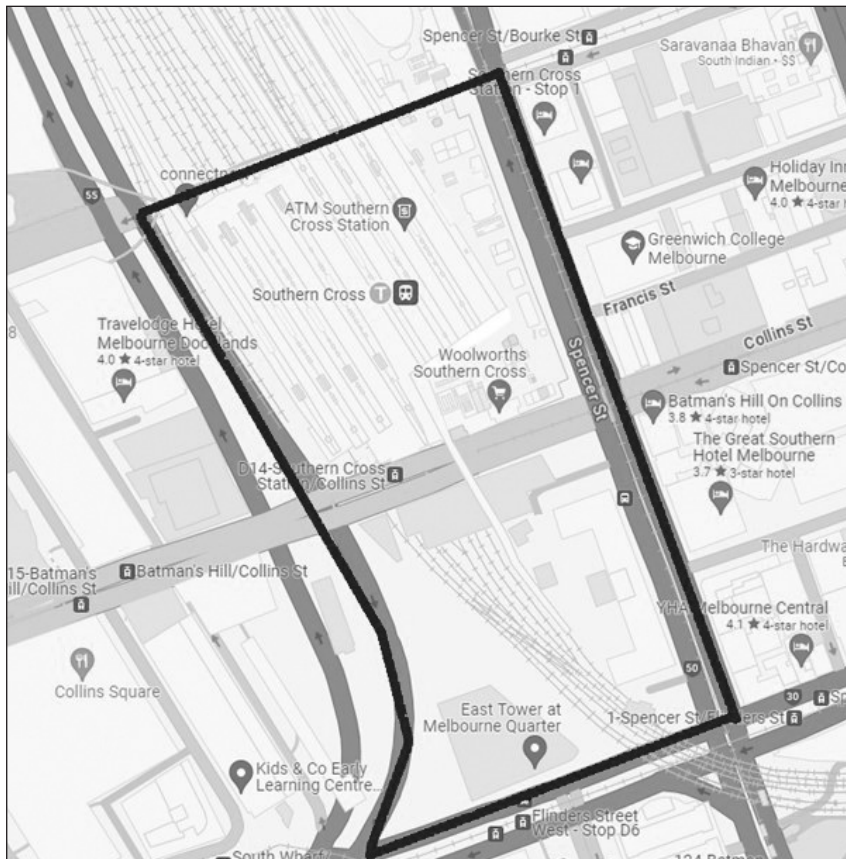 Spencer St/Bourke St
Saravanaa Bhavan
South Indian • $$
Southern Cross
Station - Stop 1
Holiday Inn
Melbourne
4.0 ★ 4-star h
connect
55
ATM Southern
Cross Station
Greenwich College
Melbourne
Southern Cross
T
Francis St
8
Travelodge Hotel
Melbourne Docklands
4.0 ★ 4-star hotel
Spencer St
Collins St
Woolworths
Southern Cross
Spencer St/Co
Batman's Hill On Collins
3.8 ★ 4-star hotel
The Great Southern
Hotel Melbourne
3.7 ★ 3-star hotel
D14-Southern Cross
Station/Collins St
15-Batman's
ill/Collins St
Batman's Hill/Collins St
The Hardwa
YHA Melbourne Central
4.1 ★ 4-star hotel
Collins Square
50
30
East Tower at
Melbourne Quarter
1-Spencer St/Flinders St
Sp
Kids & Co Early
Learning Centre...
Flinders Street
West - Stop D6
South Wharf
124 Batman